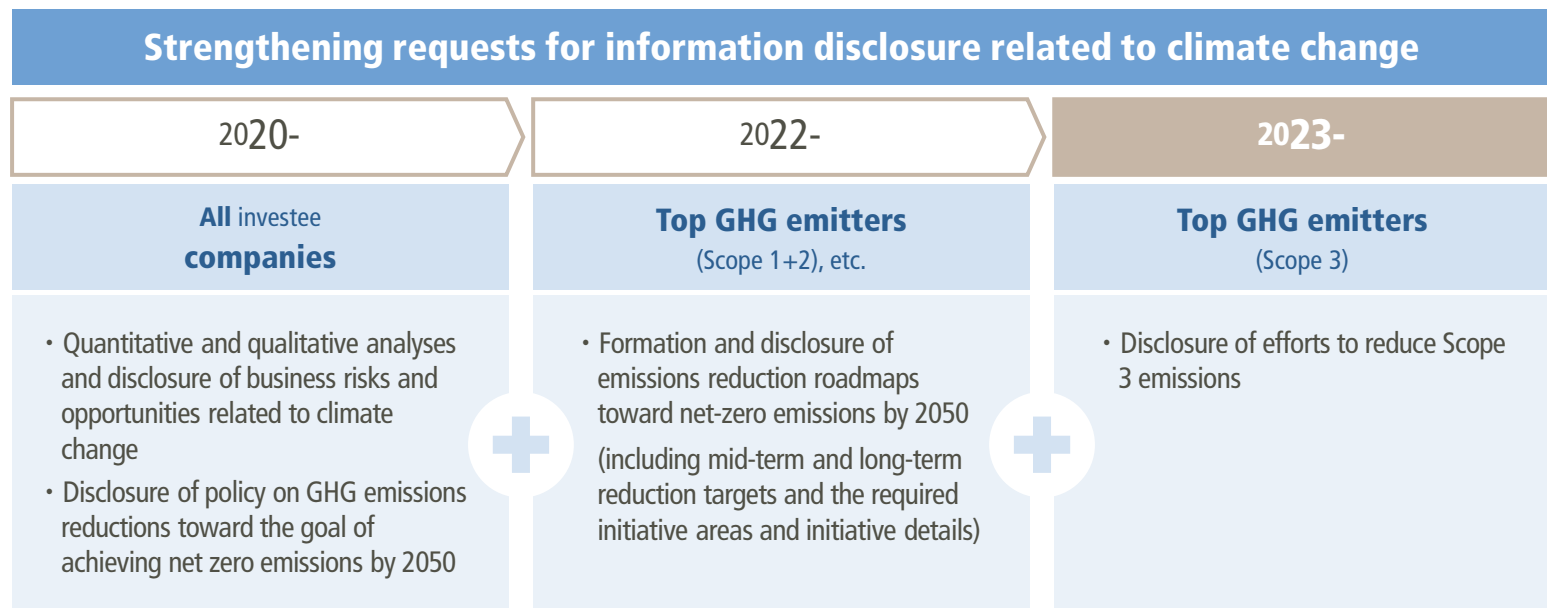 Strengthening requests for information disclosure related to climate change
2020-
2022-
2023-
All investee
companies
Top GHG emitters
(Scope 1+2), etc.
Top GHG emitters
(Scope 3)
・Quantitative and qualitative analyses
and disclosure of business risks and
opportunities related to climate
change
・Disclosure of policy on GHG emissions
reductions toward the goal of
achieving net zero emissions by 2050
・Formation and disclosure of
emissions reduction roadmaps
toward net-zero emissions by 2050
(including mid-term and long-term
reduction targets and the required
initiative areas and initiative details)
・Disclosure of efforts to reduce Scope
3 emissions